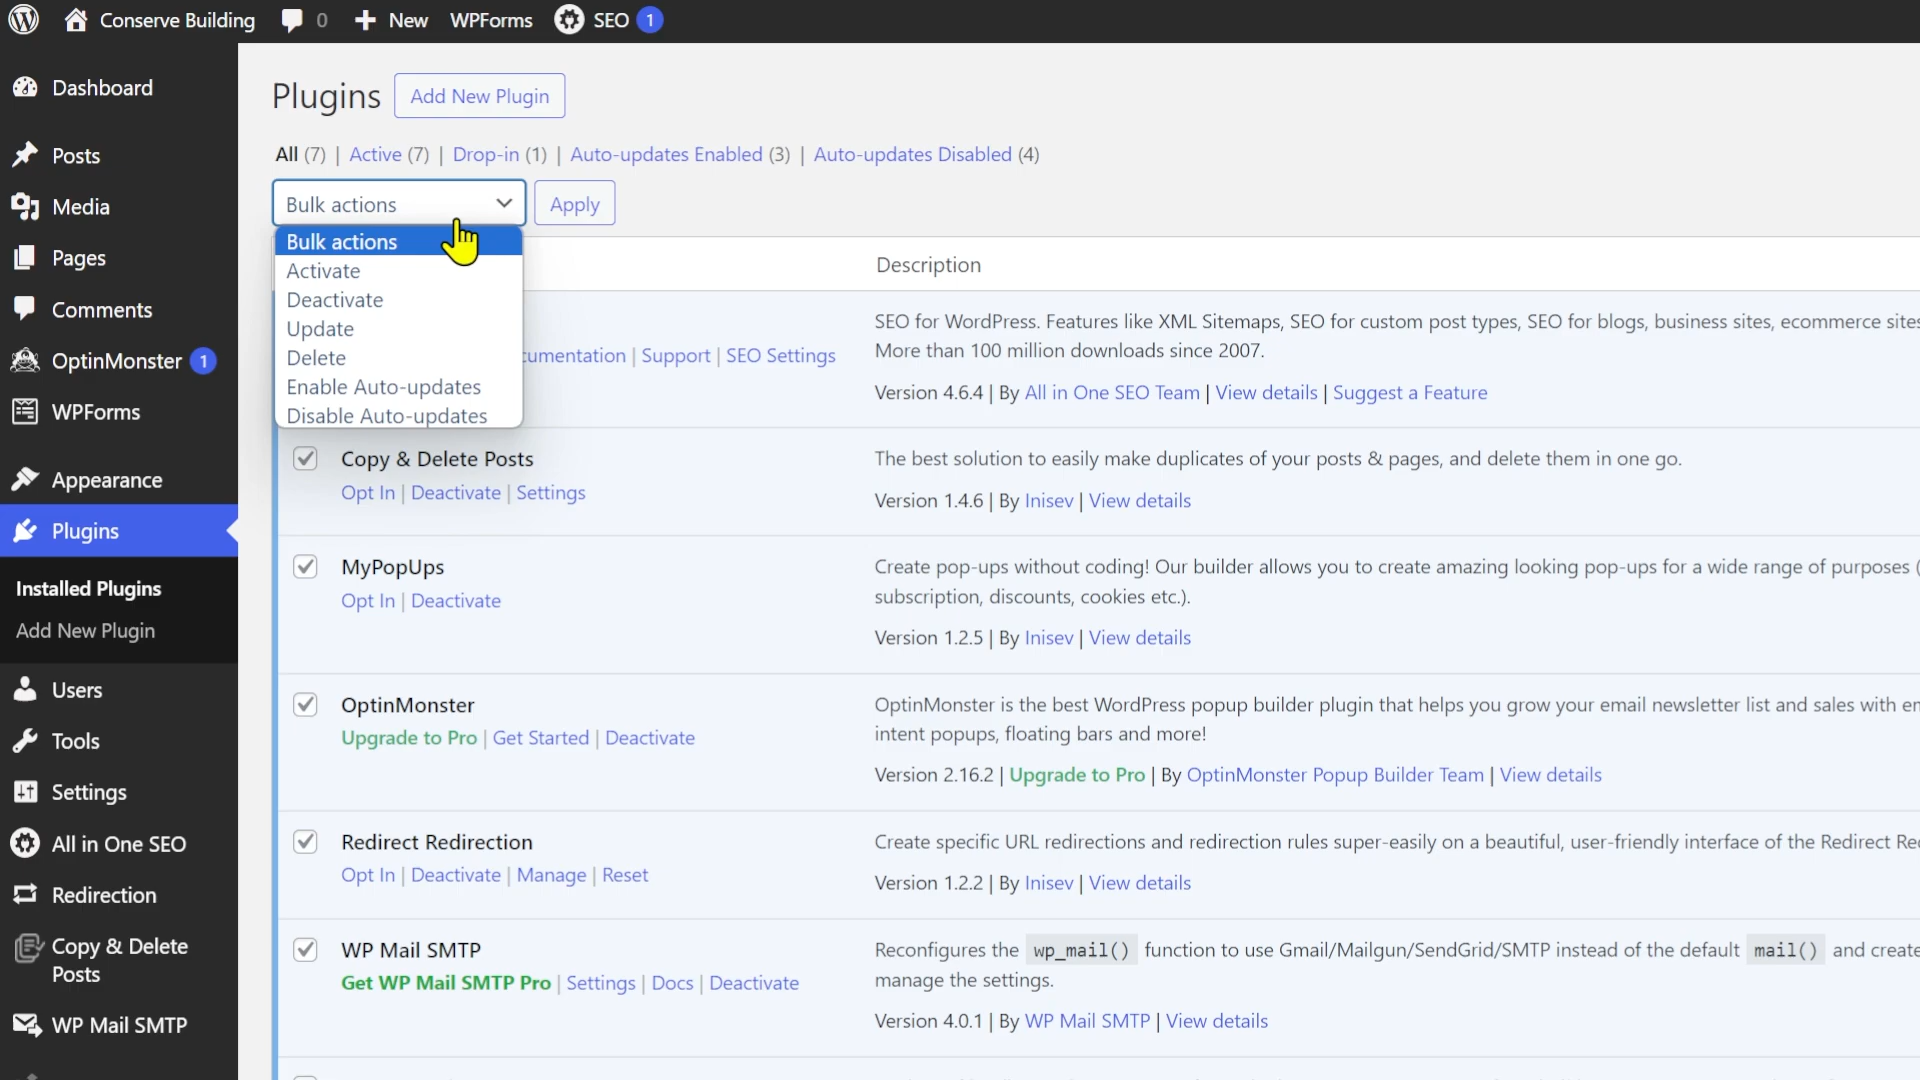 Conserve Building 0 New WPForms SEO 1
Dashboard
Posts
Media
Pages
Comments
OptinMonster 1
WPForms
Appearance
Plugins
Installed Plugins
Add New Plugin
Users
Tools
Settings
All in One SEO
Redirection
Copy & Delete
Posts
WP Mail SMTP
Plugins Add New Plugin
All (7) | Active (7) | Drop-in (1) | Auto-updates Enabled (3) | Auto-updates Disabled (4)
Bulk actions Apply
Bulk actions
Activate
Deactivate
Update
Delete
Enable Auto-updates
Disable Auto-updates
Description
cumentation | Support | SEO Settings
SEO for WordPress. Features like XML Sitemaps, SEO for custom post types, SEO for blogs, business sites, ecommerce sites
More than 100 million downloads since 2007.
Version 4.6.4 | By All in One SEO Team | View details | Suggest a Feature
Copy & Delete Posts
Opt In | Deactivate | Settings
The best solution to easily make duplicates of your posts & pages, and delete them in one go.
Version 1.4.6 | By Inisev | View details
MyPopUps
Opt In | Deactivate
Create pop-ups without coding! Our builder allows you to create amazing looking pop-ups for a wide range of purposes (
subscription, discounts, cookies etc.).
Version 1.2.5 | By Inisev | View details
OptinMonster
Upgrade to Pro | Get Started | Deactivate
OptinMonster is the best WordPress popup builder plugin that helps you grow your email newsletter list and sales with
intent popups, floating bars and more!
Version 2.16.2 | Upgrade to Pro | By OptinMonster Popup Builder Team | View details
Redirect Redirection
Opt In | Deactivate | Manage | Reset
Create specific URL redirections and redirection rules super-easily on a beautiful, user-friendly interface of the Redirect
Version 1.2.2 | By Inisev | View details
WP Mail SMTP
Get WP Mail SMTP Pro | Settings | Docs | Deactivate
Reconfigures the wp_mail() function to use Gmail/Mailgun/SendGrid/SMTP instead of the default mail() and create
manage the settings.
Version 4.0.1 | By WP Mail SMTP | View details